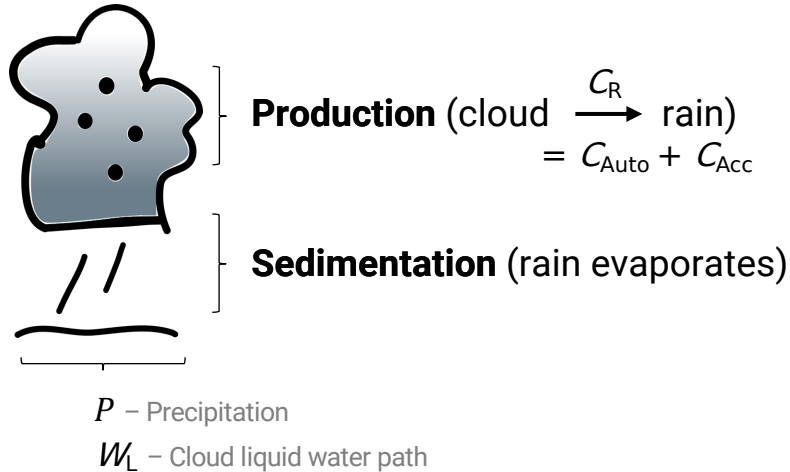 C_R
Production (cloud ⟶ rain)
= C_Auto + C_Acc
Sedimentation (rain evaporates)
P – Precipitation
W_L – Cloud liquid water path